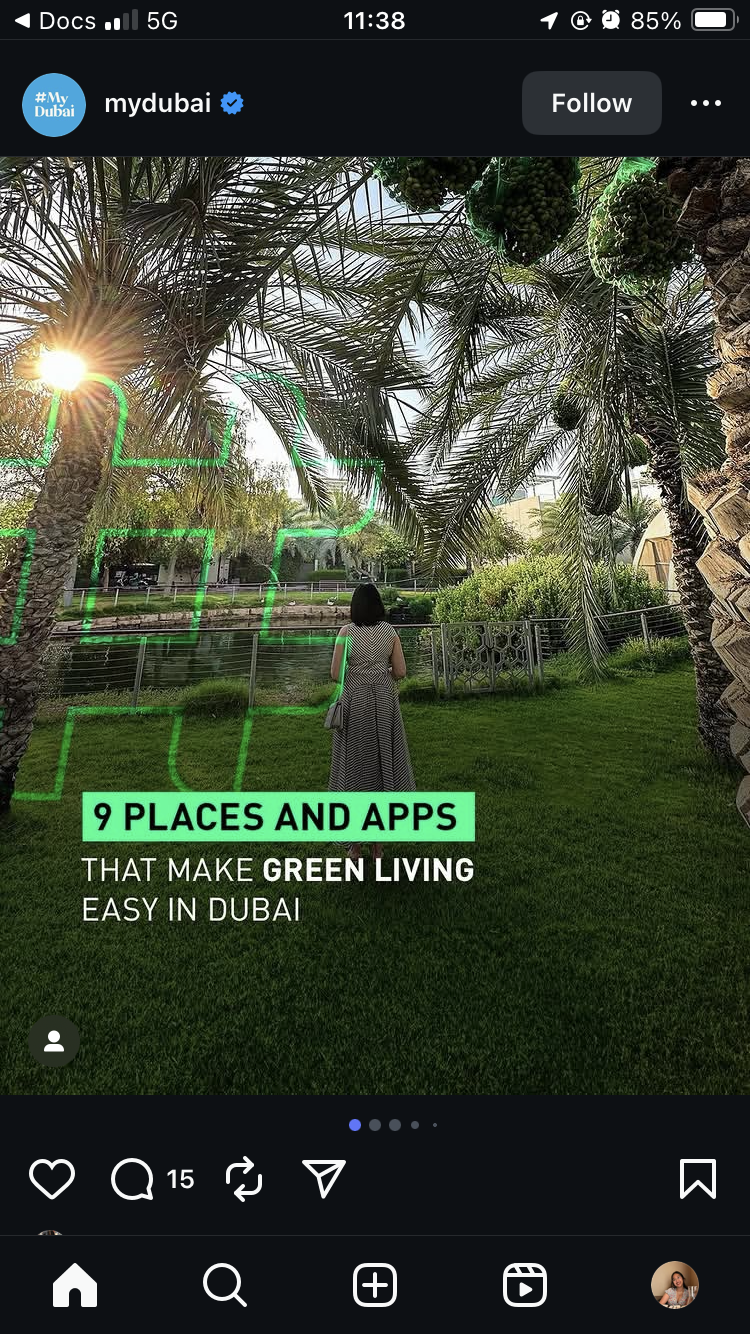 Docs 5G 11:38 85%
#My
Dubai
mydubai Follow
9 PLACES AND APPS
THAT MAKE GREEN LIVING
EASY IN DUBAI
15